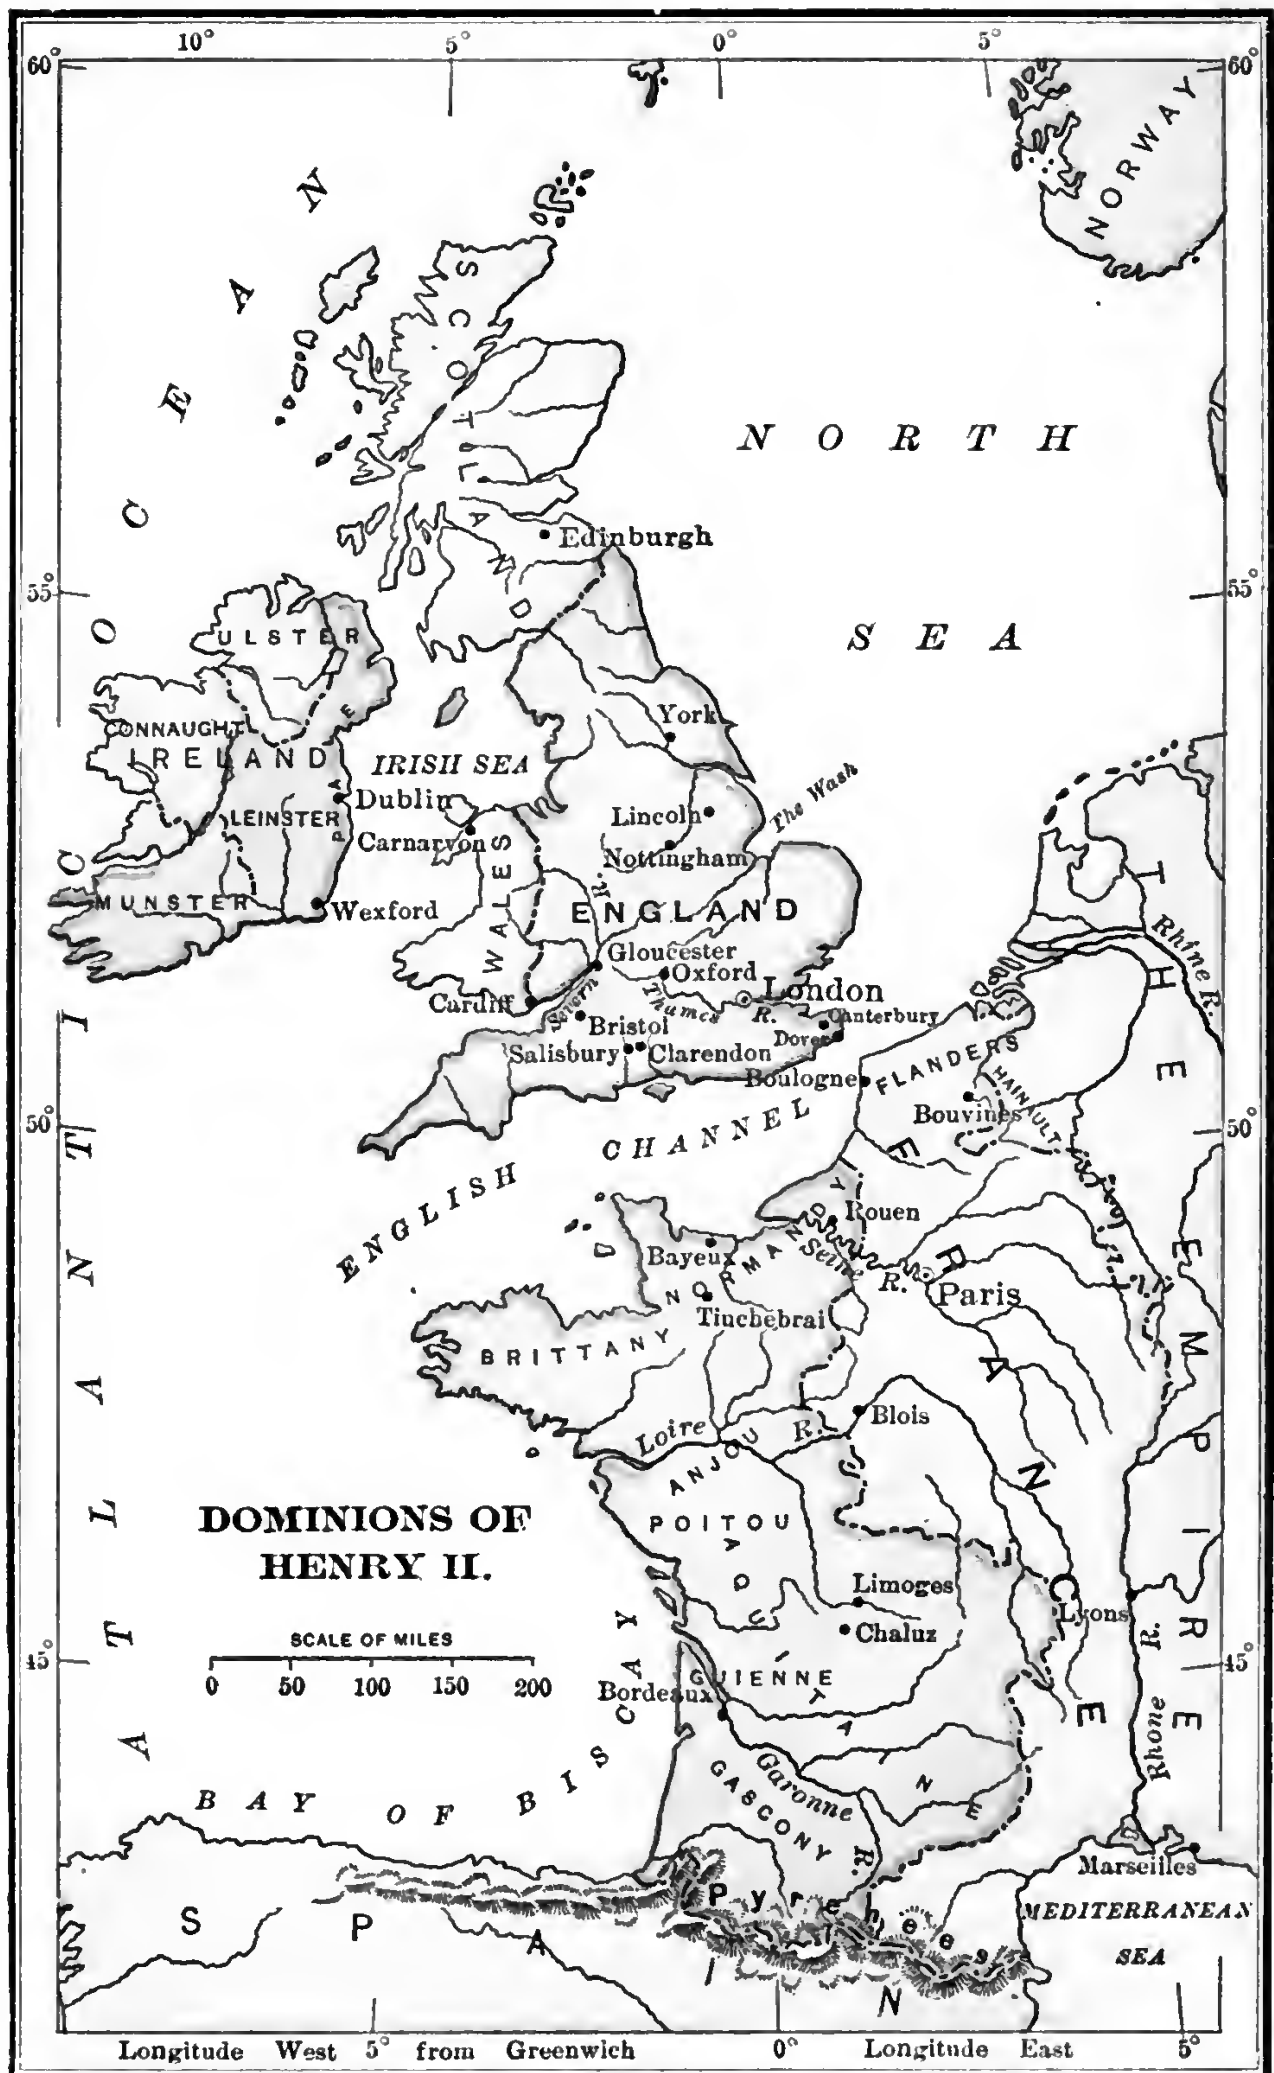 10° 5° 0° 5°
60° 60°
NORWAY
ATLANTIC OCEAN
SCOTLAND
NORTH
SEA
Edinburgh
55° 55°
ULSTER
CONNAUGHT
IRELAND
PALE
IRISH SEA
York
Dublin
LEINSTER
Carnarvon
Lincoln
The Wash
Nottingham
MUNSTER
Wexford
WALES
R.
ENGLAND
Gloucester
Oxford
London
Cardiff
Severn
Thames R.
Canterbury
Bristol
Dover
Salisbury
Clarendon
Boulogne
FLANDERS
HAINAULT
Bouvines
Rhine R.
THE EMPIRE
50° 50°
ENGLISH CHANNEL
FRANCE
Rouen
Bayeux
NORMANDY
Seine R.
Paris
Tinchebrai
BRITTANY
Blois
Loire R.
ANJOU
POITOU
AQUITANE
DOMINIONS OF
HENRY II.
SCALE OF MILES
0 50 100 150 200
Limoges
Chaluz
Lyons
45° 45°
GUIENNE
Bordeaux
Rhone R.
BAY OF BISCAY
Garonne R.
GASCONY
Marseilles
Pyrenees
MEDITERRANEAN
SEA
SPAIN
Longitude West 5° from Greenwich 0° Longitude East 5°